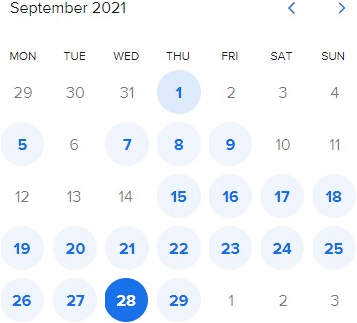 September 2021
MON TUE WED THU FRI SAT SUN
29 30 31 1 2 3 4
5 6 7 8 9 10 11
12 13 14 15 16 17 18
19 20 21 22 23 24 25
26 27 28 29 1 2 3